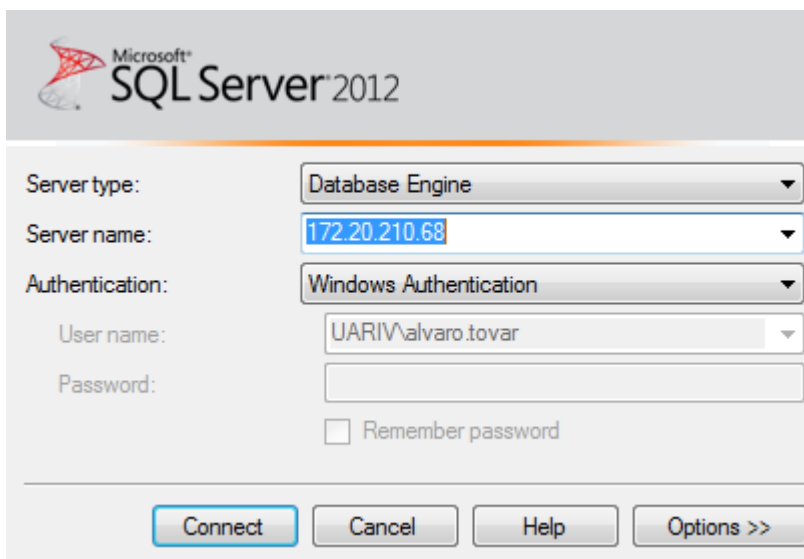 Microsoft®
SQL Server® 2012
Server type: Database Engine
Server name: 172.20.210.68
Authentication: Windows Authentication
User name: UARIV\alvaro.tovar
Password:
Remember password
Connect Cancel Help Options >>